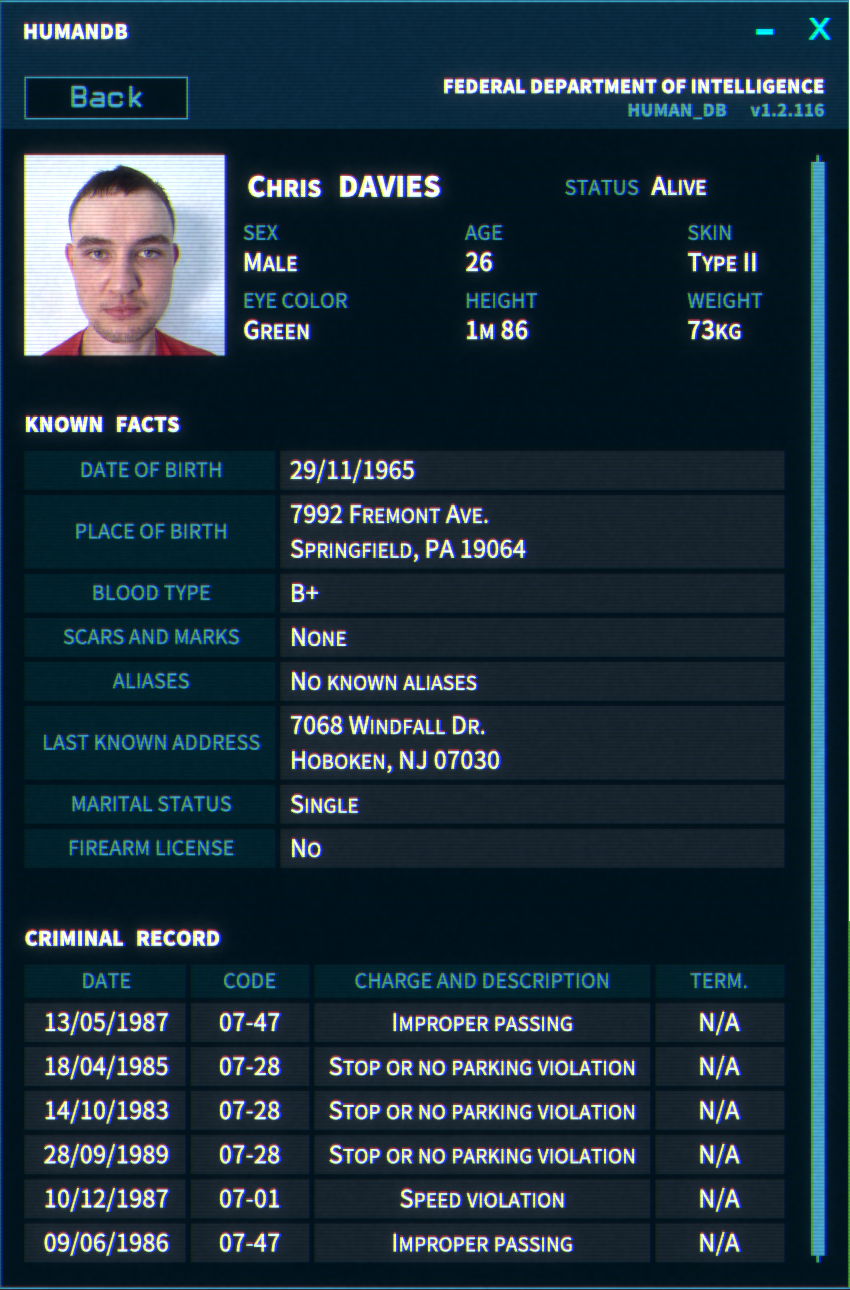 HUMANDB
Back
FEDERAL DEPARTMENT OF INTELLIGENCE
HUMAN_DB v1.2.116
Chris DAVIES STATUS Alive
SEX AGE SKIN
Male 26 Type II
EYE COLOR HEIGHT WEIGHT
Green 1m 86 73kg
KNOWN FACTS
DATE OF BIRTH 29/11/1965
PLACE OF BIRTH 7992 Fremont Ave.
Springfield, PA 19064
BLOOD TYPE B+
SCARS AND MARKS None
ALIASES No known aliases
LAST KNOWN ADDRESS 7068 Windfall Dr.
Hoboken, NJ 07030
MARITAL STATUS Single
FIREARM LICENSE No
CRIMINAL RECORD
DATE CODE CHARGE AND DESCRIPTION TERM.
13/05/1987 07-47 Improper passing N/A
18/04/1985 07-28 Stop or no parking violation N/A
14/10/1983 07-28 Stop or no parking violation N/A
28/09/1989 07-28 Stop or no parking violation N/A
10/12/1987 07-01 Speed violation N/A
09/06/1986 07-47 Improper passing N/A